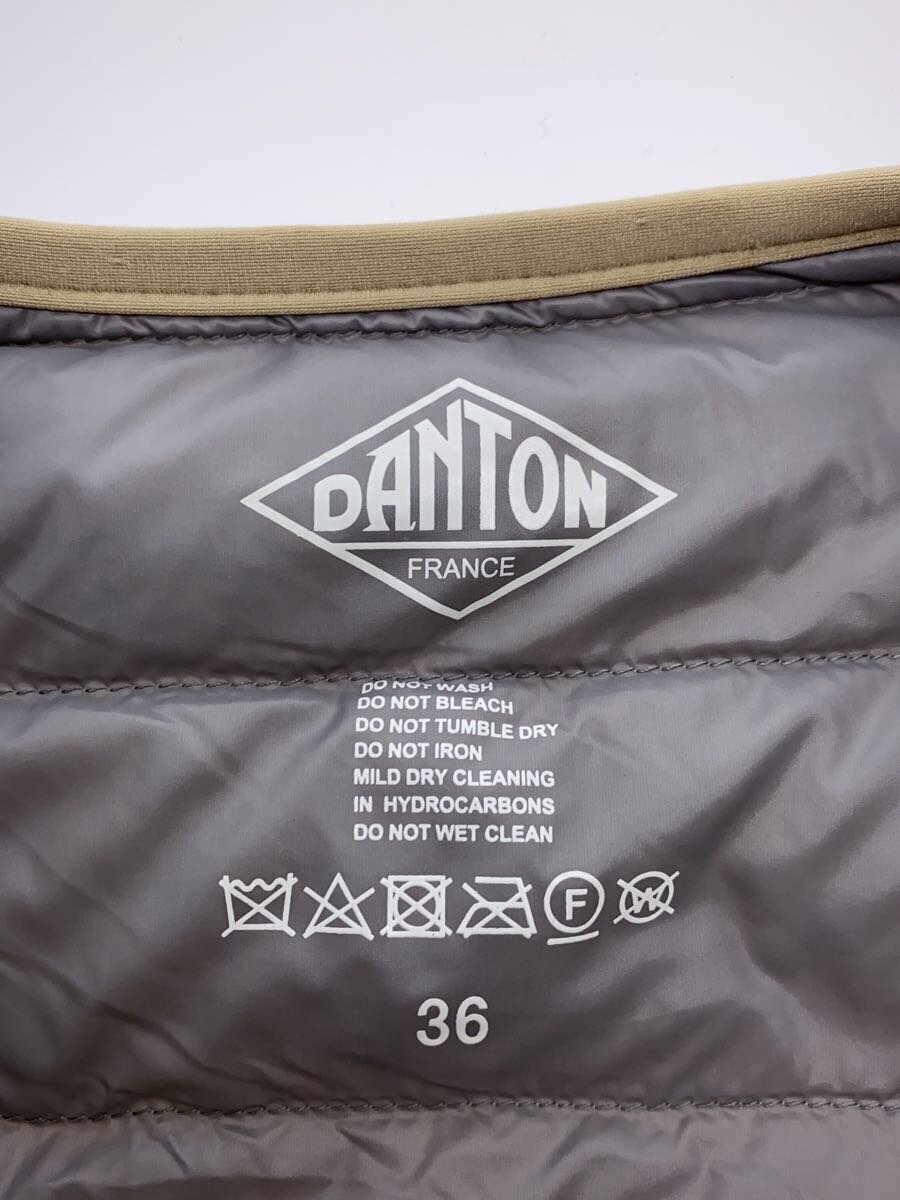 DANTON
FRANCE
DO NOT WASH
DO NOT BLEACH
DO NOT TUMBLE DRY
DO NOT IRON
MILD DRY CLEANING
IN HYDROCARBONS
DO NOT WET CLEAN
F W
36